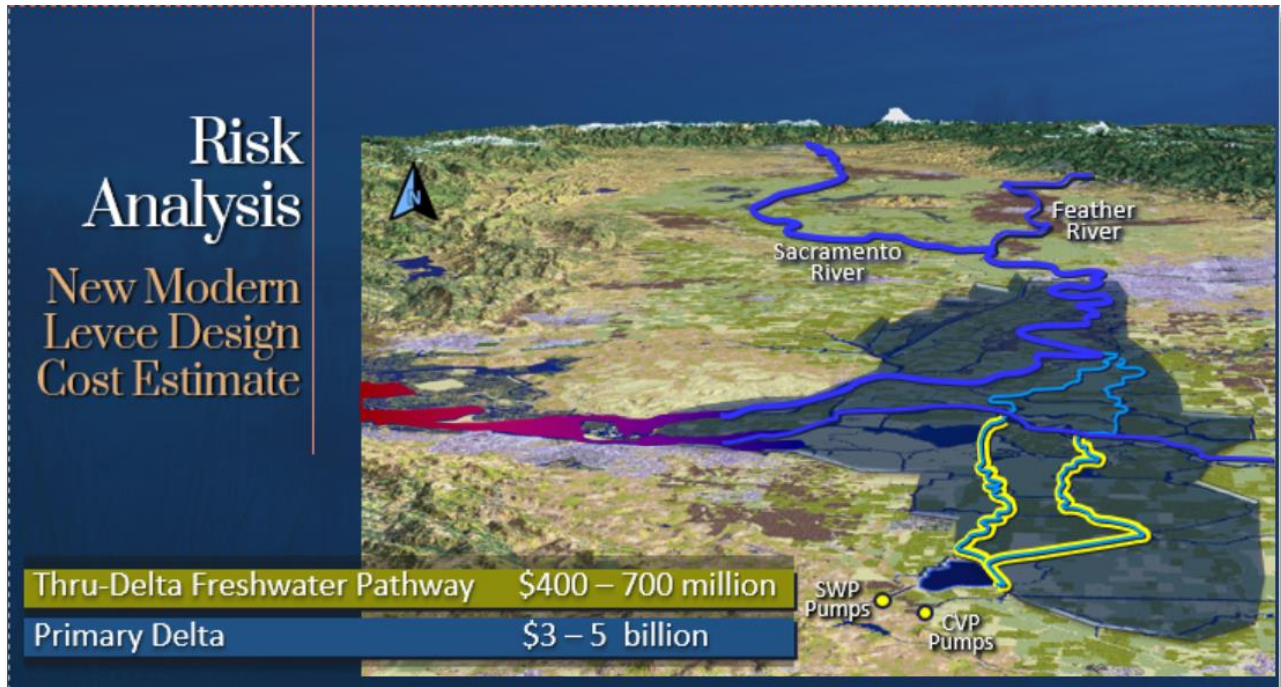 Risk
Analysis
New Modern
Levee Design
Cost Estimate
N
Sacramento
River
Feather
River
Thru-Delta Freshwater Pathway $400 – 700 million
Primary Delta $3 – 5 billion
SWP
Pumps
CVP
Pumps